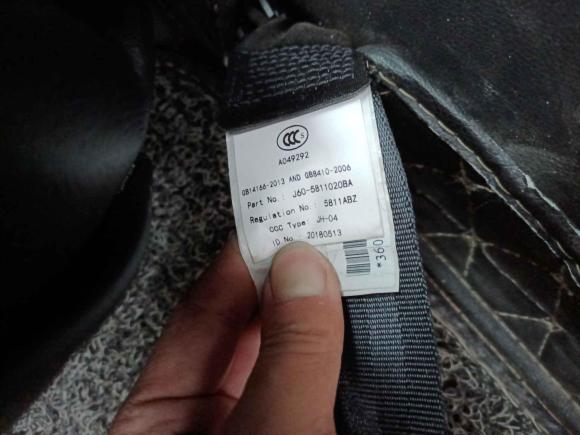 CCC S
A049292
GB14166-2013 AND GB8410-2006
Part No.: J60-5811020BA
Regulation No.: 5811ABZ
CCC Type: JH-04
ID No.: 20180513
*360